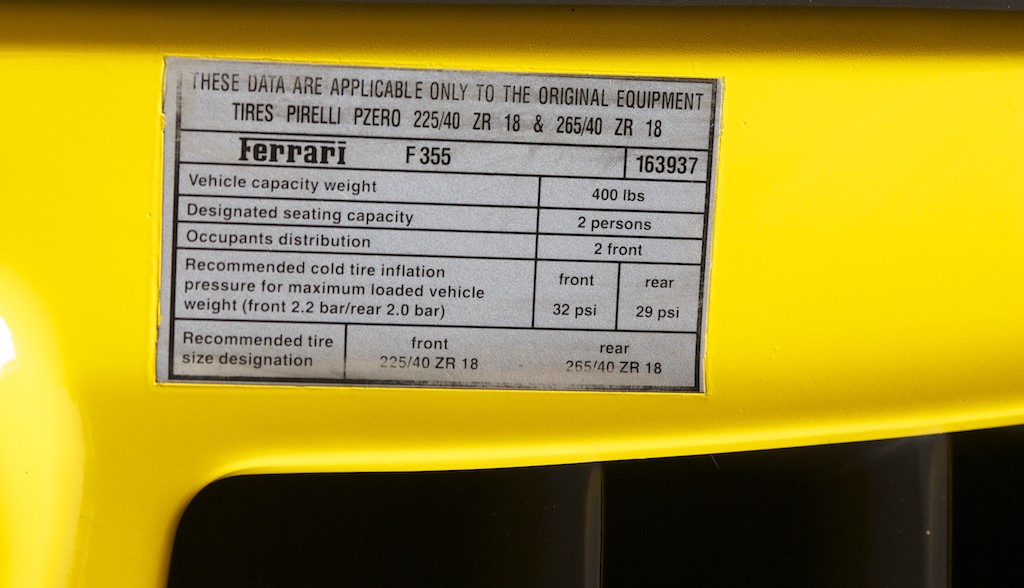 THESE DATA ARE APPLICABLE ONLY TO THE ORIGINAL EQUIPMENT
TIRES PIRELLI PZERO 225/40 ZR 18 & 265/40 ZR 18
Ferrari F 355 163937
Vehicle capacity weight 400 lbs
Designated seating capacity 2 persons
Occupants distribution 2 front
Recommended cold tire inflation
pressure for maximum loaded vehicle
weight (front 2.2 bar/rear 2.0 bar)
front rear
32 psi 29 psi
Recommended tire
size designation
front rear
225/40 ZR 18 265/40 ZR 18